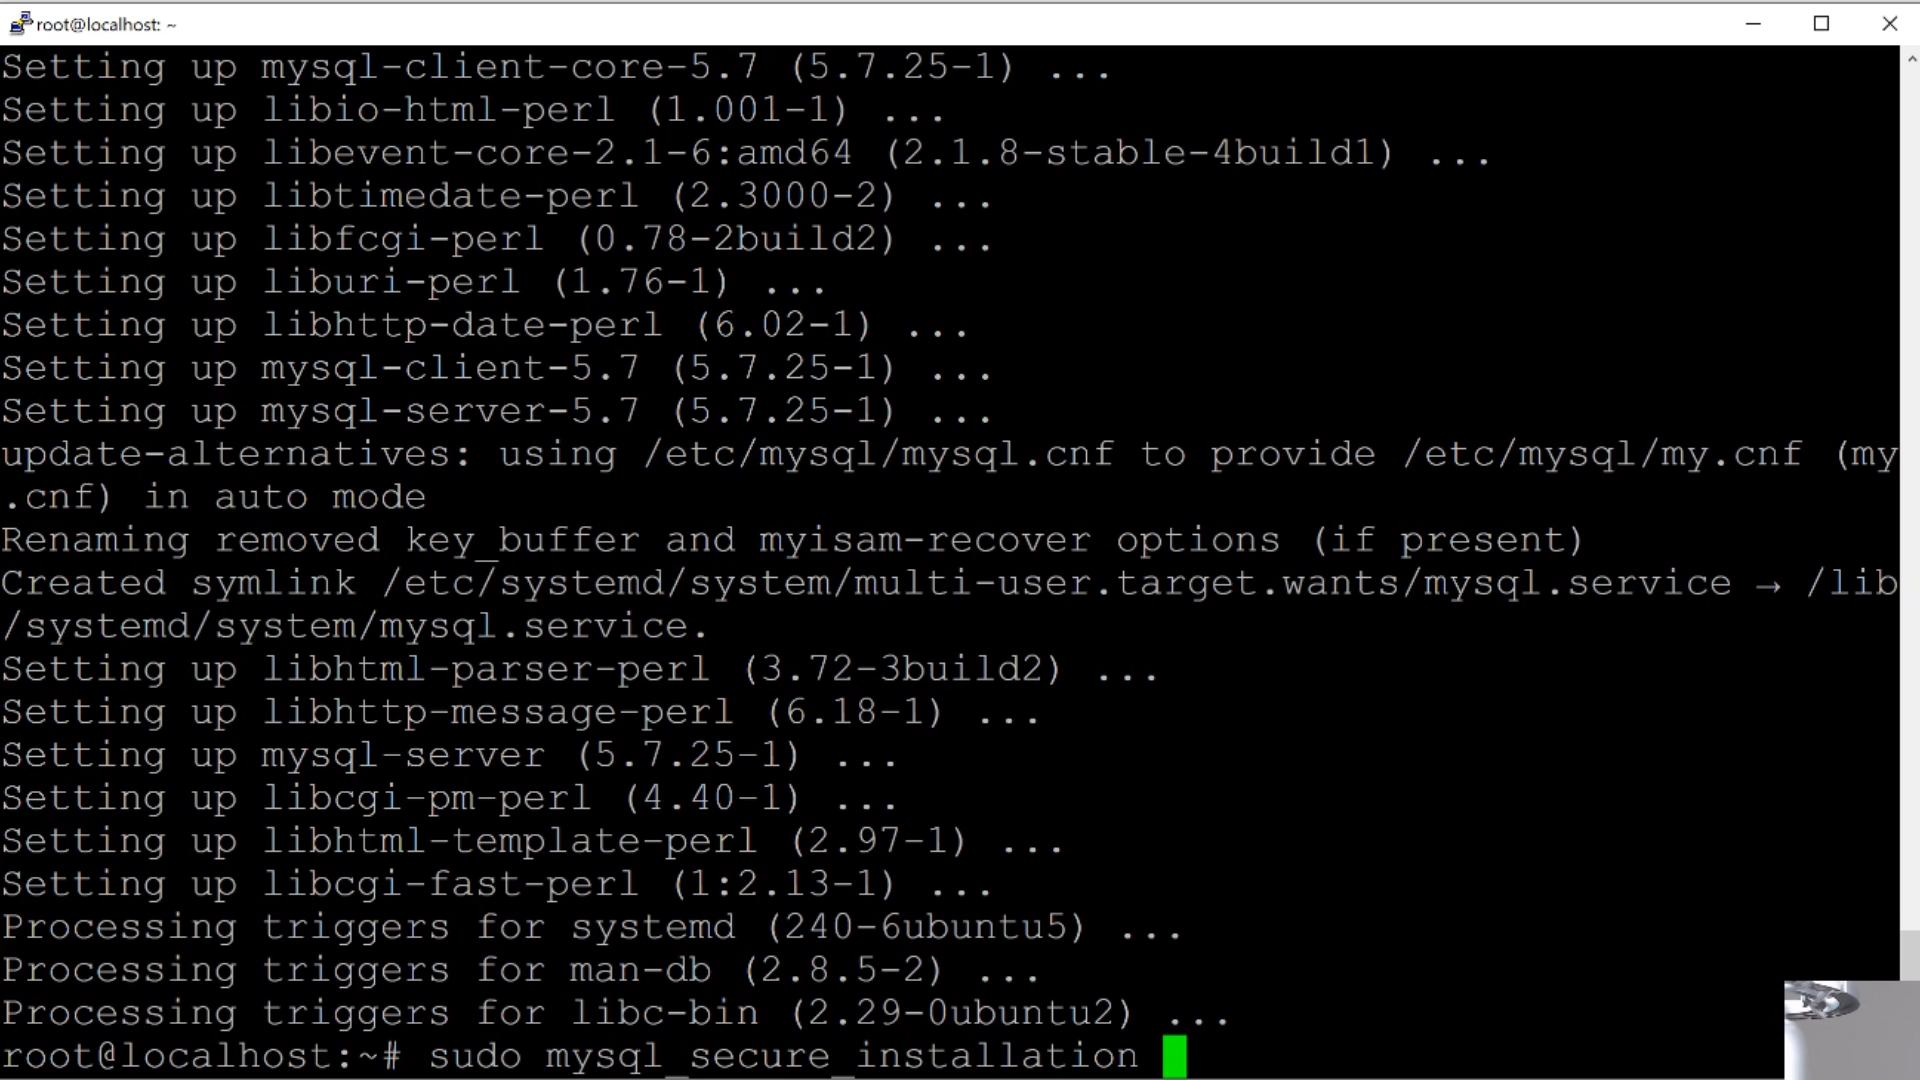 root@localhost: ~
Setting up mysql-client-core-5.7 (5.7.25-1) ...
Setting up libio-html-perl (1.001-1) ...
Setting up libevent-core-2.1-6:amd64 (2.1.8-stable-4build1) ...
Setting up libtimedate-perl (2.3000-2) ...
Setting up libfcgi-perl (0.78-2build2) ...
Setting up liburi-perl (1.76-1) ...
Setting up libhttp-date-perl (6.02-1) ...
Setting up mysql-client-5.7 (5.7.25-1) ...
Setting up mysql-server-5.7 (5.7.25-1) ...
update-alternatives: using /etc/mysql/mysql.cnf to provide /etc/mysql/my.cnf (my
.cnf) in auto mode
Renaming removed key_buffer and myisam-recover options (if present)
Created symlink /etc/systemd/system/multi-user.target.wants/mysql.service → /lib
/systemd/system/mysql.service.
Setting up libhtml-parser-perl (3.72-3build2) ...
Setting up libhttp-message-perl (6.18-1) ...
Setting up mysql-server (5.7.25-1) ...
Setting up libcgi-pm-perl (4.40-1) ...
Setting up libhtml-template-perl (2.97-1) ...
Setting up libcgi-fast-perl (1:2.13-1) ...
Processing triggers for systemd (240-6ubuntu5) ...
Processing triggers for man-db (2.8.5-2) ...
Processing triggers for libc-bin (2.29-0ubuntu2) ...
root@localhost:~# sudo mysql_secure_installation